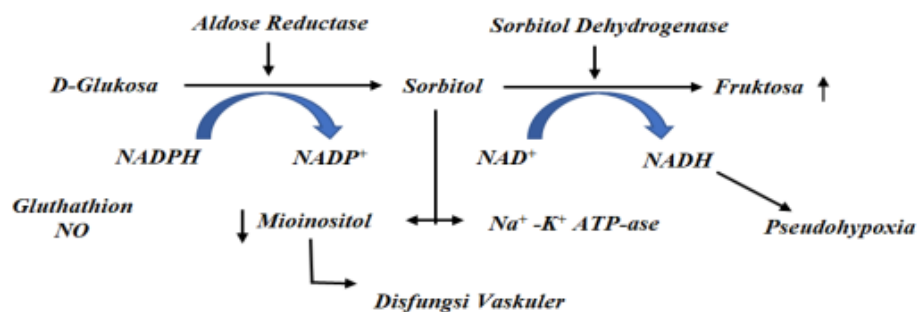 Aldose Reductase
Sorbitol Dehydrogenase
D-Glukosa
Sorbitol
Fruktosa
NADPH
NADP⁺
NAD⁺
NADH
Gluthathion
NO
Mioinositol
Na⁺ -K⁺ ATP-ase
Pseudohypoxia
Disfungsi Vaskuler